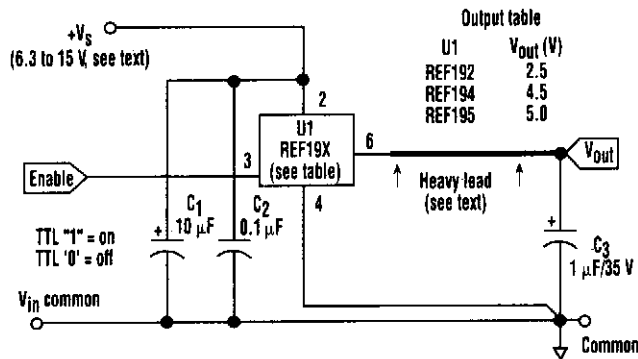 Output table
+Vs
(6.3 to 15 V, see text)
U1 Vout (V)
REF192 2.5
REF194 4.5
REF195 5.0
2
U1
REF19X
(see table)
3
6
4
Enable
Vout
Heavy lead
(see text)
TTL "1" = on
TTL '0' = off
+
C1
10 µF
C2
0.1 µF
+
C3
1 µF/35 V
Vin common
Common